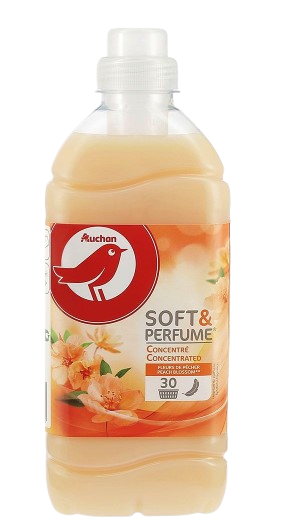 Auchan
SOFT&
PERFUME*
CONCENTRÉ
CONCENTRATED
FLEURS DE PÊCHER
PEACH BLOSSOM**
30